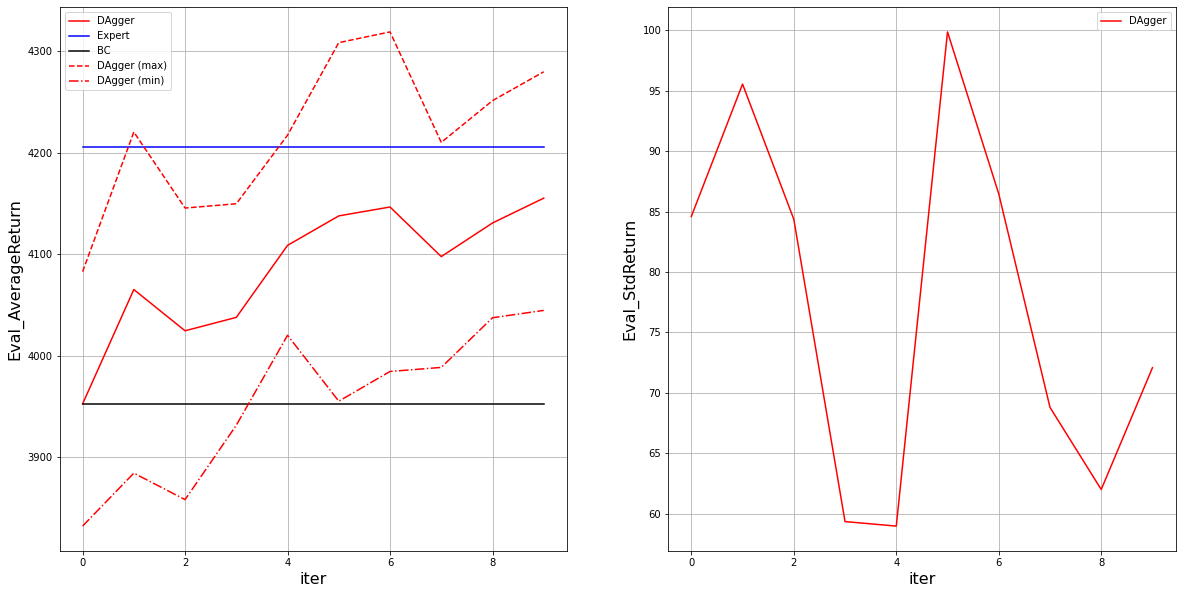 DAgger
Expert
BC
DAgger (max)
DAgger (min)
4300
4200
4100
4000
3900
Eval_AverageReturn
0 2 4 6 8
iter
DAgger
100
95
90
85
80
75
70
65
60
Eval_StdReturn
0 2 4 6 8
iter